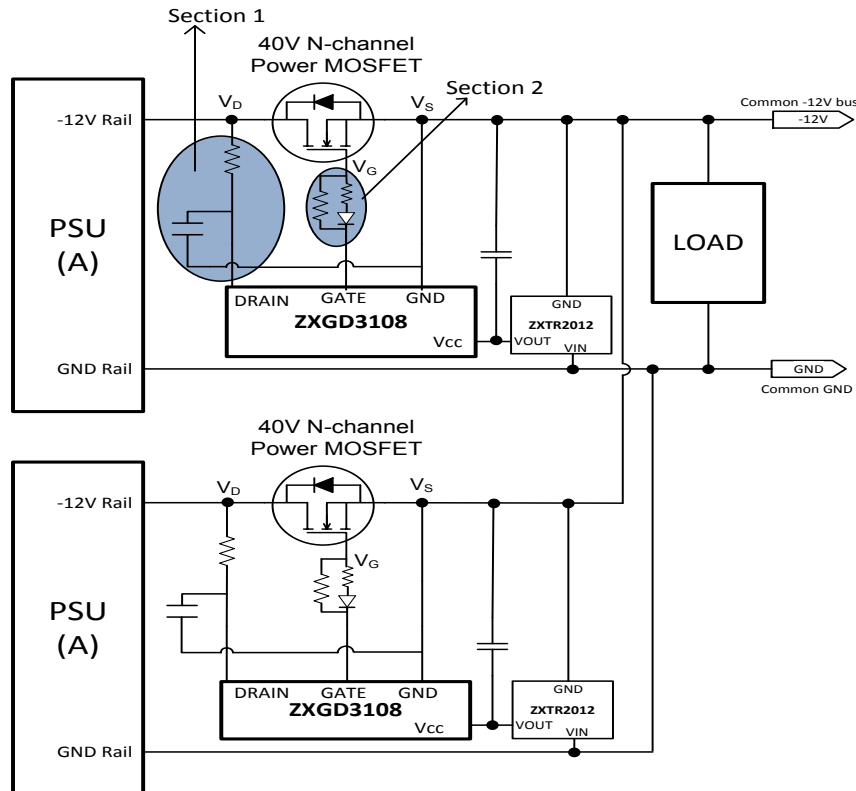 Section 1
40V N-channel
Power MOSFET
Section 2
VD
VS
Common -12V bus
-12V Rail
-12V
VG
PSU
(A)
LOAD
DRAIN
GATE
GND
ZXGD3108
Vcc
GND
ZXTR2012
VOUT
VIN
GND Rail
GND
Common GND
40V N-channel
Power MOSFET
VD
VS
-12V Rail
VG
PSU
(A)
DRAIN
GATE
GND
ZXGD3108
Vcc
GND
ZXTR2012
VOUT
VIN
GND Rail